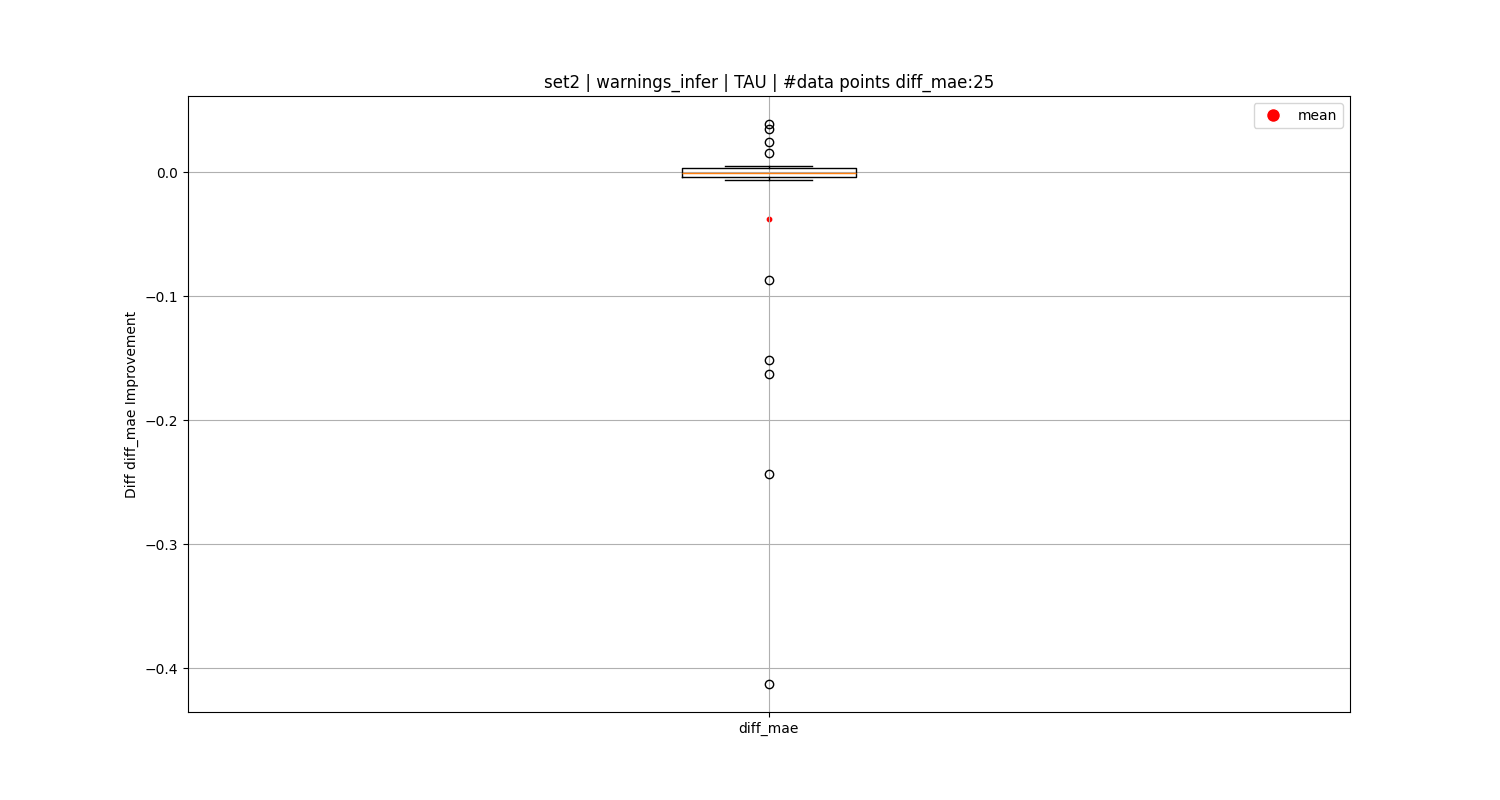 set2 | warnings_infer | TAU | #data points diff_mae:25
mean
0.0
−0.1
−0.2
−0.3
−0.4
Diff diff_mae Improvement
diff_mae